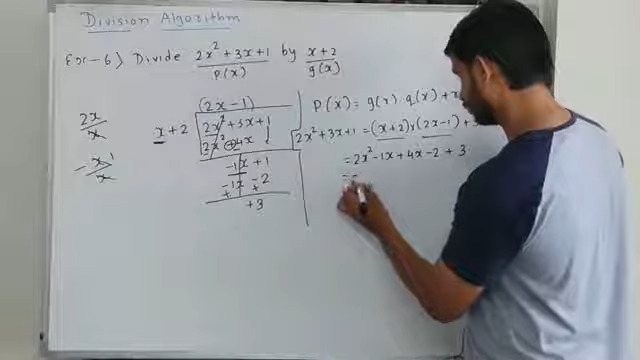 Division Algorithm
Ex-6) Divide 2x² + 3x + 1 by x + 2
p(x) g(x)
2x
x
-x
x
(2x - 1)
x + 2
2x² + 3x + 1
2x² + 4x
-1x + 1
-1x - 2
+ +
+3
p(x) = g(x) · q(x) +
2x² + 3x + 1 = (x+2) x (2x-1) +
= 2x² - 1x + 4x - 2 + 3
=